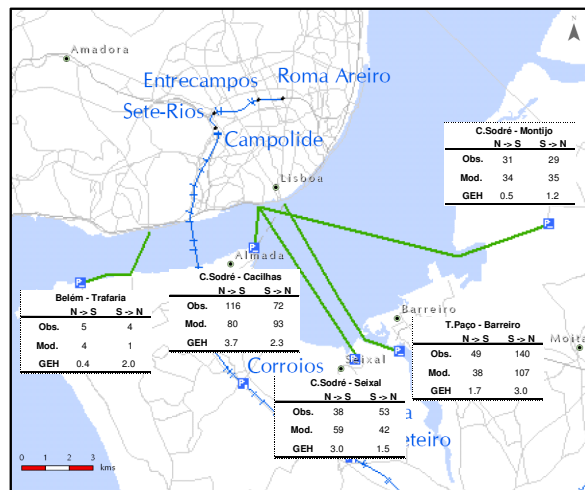 Amadora
Entrecampos
Roma Areiro
Sete-Rios
Campolide
Lisboa
C.Sodré - Montijo
N -> S S -> N
Obs. 31 29
Mod. 34 35
GEH 0.5 1.2
Almada
Belém - Trafaria
N -> S S -> N
Obs. 5 4
Mod. 4 1
GEH 0.4 2.0
C.Sodré - Cacilhas
N -> S S -> N
Obs. 116 72
Mod. 80 93
GEH 3.7 2.3
Barreiro
T.Paço - Barreiro
N -> S S -> N
Obs. 49 140
Mod. 38 107
GEH 1.7 3.0
Moita
Corroios
Seixal
C.Sodré - Seixal
N -> S S -> N
Obs. 38 53
Mod. 59 42
GEH 3.0 1.5
a
eteiro
0 1 2 3
kms